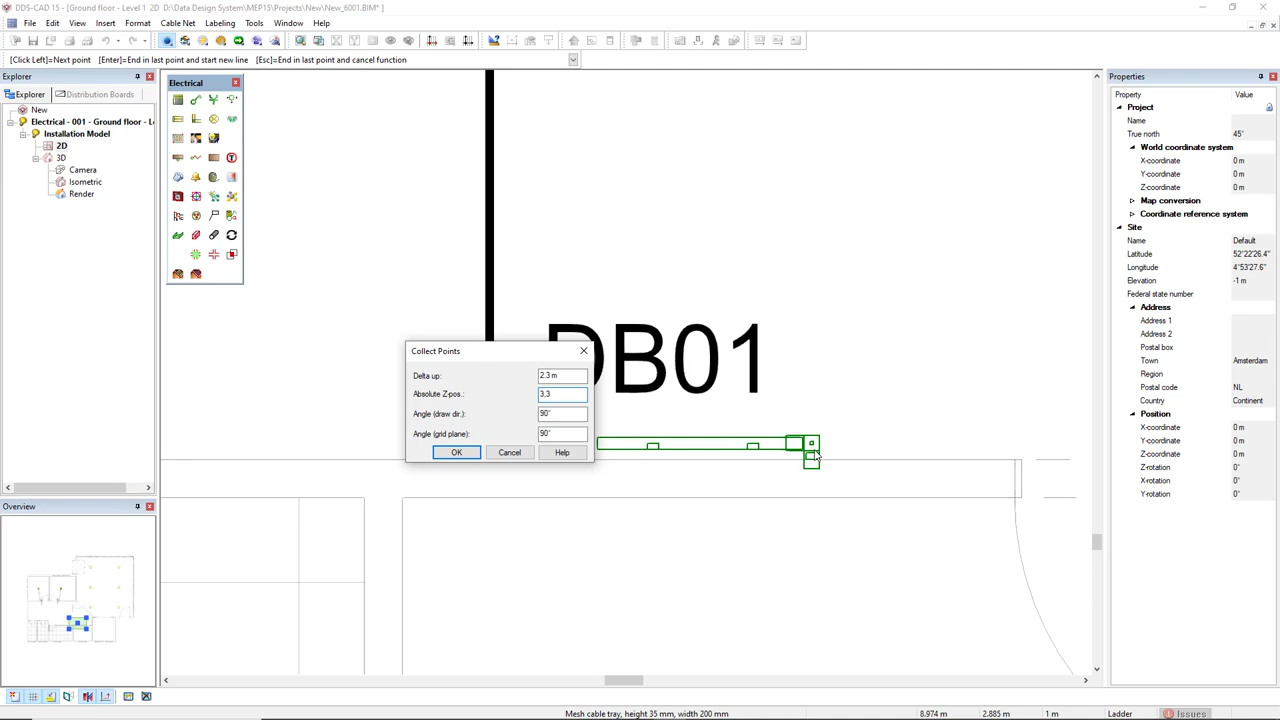 DDS-CAD 15 - [Ground floor - Level 1  2D  D:\Data Design System\MEP15\Projects\New\New_6001.BIM* ]
File Edit View Insert Format Cable Net Labeling Tools Window Help
[Click Left]=Next point [Enter]=End in last point and start new line [Esc]=End in last point and cancel function
Explorer
Explorer Distribution Boards
New
Electrical - 001 - Ground floor - L
Installation Model
2D
3D
Camera
Isometric
Render
Overview
Electrical
DB01
Collect Points
Delta up: 2.3 m
Absolute Z-pos.: 3,3
Angle (draw dir.): 90°
Angle (grid plane): 90°
OK Cancel Help
Properties
Property Value
Project
Name
True north 45°
World coordinate system
X-coordinate 0 m
Y-coordinate 0 m
Z-coordinate 0 m
Map conversion
Coordinate reference system
Site
Name Default
Latitude 52°22'26.4"
Longitude 4°53'27.6"
Elevation -1 m
Federal state number
Address
Address 1
Address 2
Postal box
Town Amsterdam
Region
Postal code NL
Country Continent
Position
X-coordinate 0 m
Y-coordinate 0 m
Z-coordinate 0 m
Z-rotation 0°
X-rotation 0°
Y-rotation 0°
Mesh cable tray, height 35 mm, width 200 mm 8.974 m 2.885 m 1 m Ladder Issues